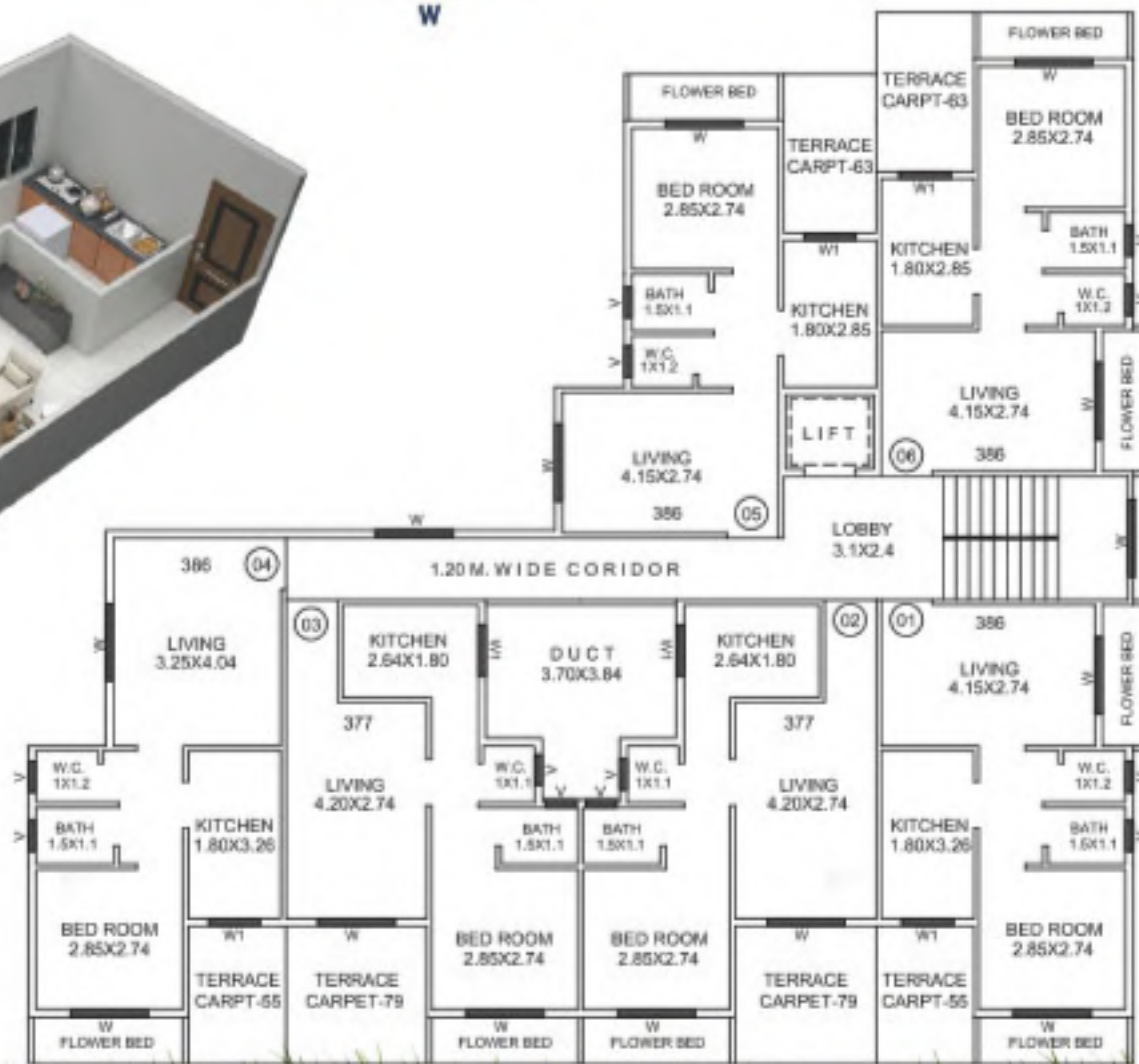 W
FLOWER BED
W
BED ROOM
2.85X2.74
TERRACE
CARPT-63
W1
KITCHEN
1.80X2.85
BATH
1.5X1.1
W.C.
1X1.2
LIVING
4.15X2.74
386
06
W
FLOWER BED
FLOWER BED
W
BED ROOM
2.85X2.74
TERRACE
CARPT-63
W1
KITCHEN
1.80X2.85
V
BATH
1.5X1.1
V
W.C.
1X1.2
W
LIVING
4.15X2.74
386
05
LIFT
LOBBY
3.1X2.4
W
W
1.20 M. WIDE CORIDOR
386
04
W
LIVING
3.25X4.04
V
W.C.
1X1.2
V
BATH
1.5X1.1
KITCHEN
1.80X3.26
BED ROOM
2.85X2.74
W1
TERRACE
CARPT-55
W
FLOWER BED
03
KITCHEN
2.64X1.80
W1
377
LIVING
4.20X2.74
W.C.
1X1.1
V
V
BATH
1.5X1.1
W
TERRACE
CARPET-79
BED ROOM
2.85X2.74
W
FLOWER BED
DUCT
3.70X3.84
W1
KITCHEN
2.64X1.80
02
377
LIVING
4.20X2.74
V
W.C.
1X1.1
V
BATH
1.5X1.1
BED ROOM
2.85X2.74
W
FLOWER BED
W
TERRACE
CARPET-79
01
386
LIVING
4.15X2.74
W
FLOWER BED
W.C.
1X1.2
KITCHEN
1.80X3.26
BATH
1.5X1.1
W1
TERRACE
CARPT-55
BED ROOM
2.85X2.74
W
FLOWER BED